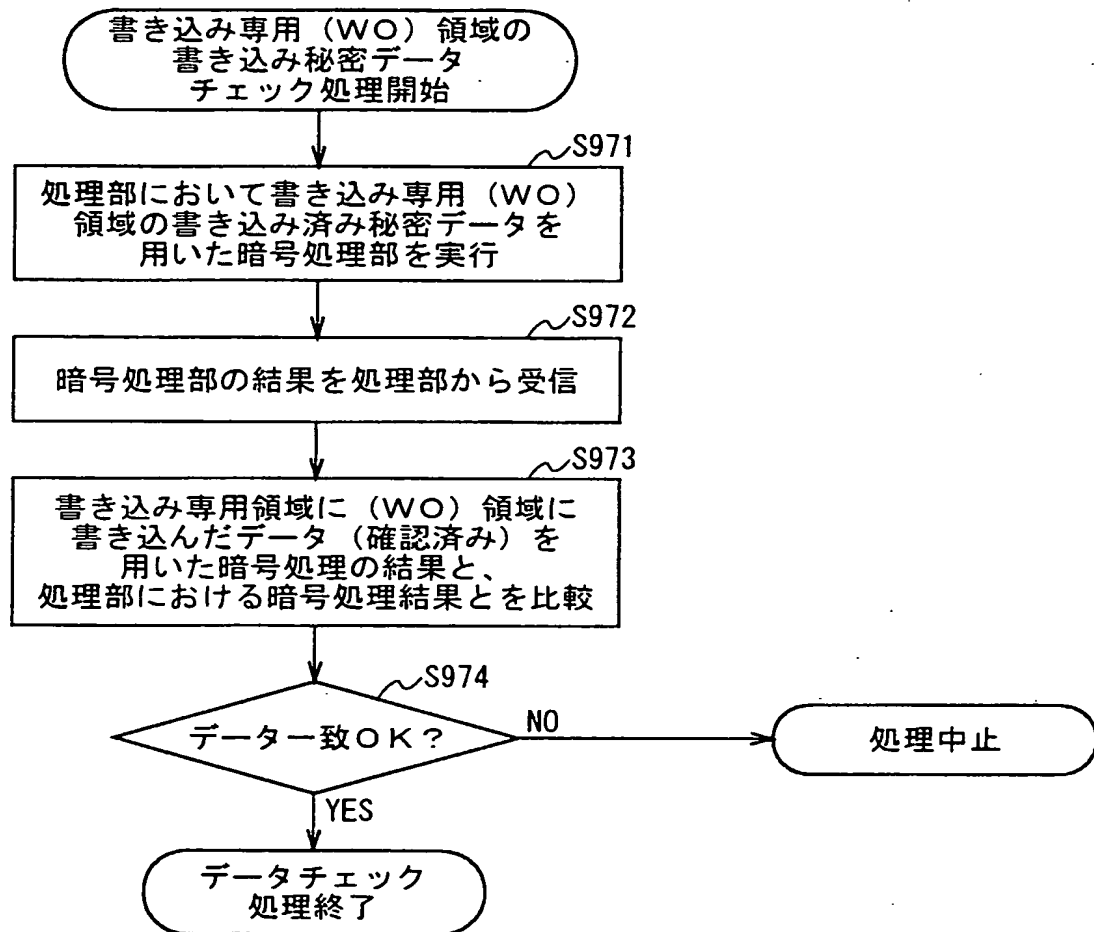 書き込み専用(WO)領域の
書き込み秘密データ
チェック処理開始
S971
処理部において書き込み専用(WO)
領域の書き込み済み秘密データを
用いた暗号処理部を実行
S972
暗号処理部の結果を処理部から受信
S973
書き込み専用領域に(WO)領域に
書き込んだデータ(確認済み)を
用いた暗号処理の結果と、
処理部における暗号処理結果とを比較
S974
データ一致OK?
NO
処理中止
YES
データチェック
処理終了